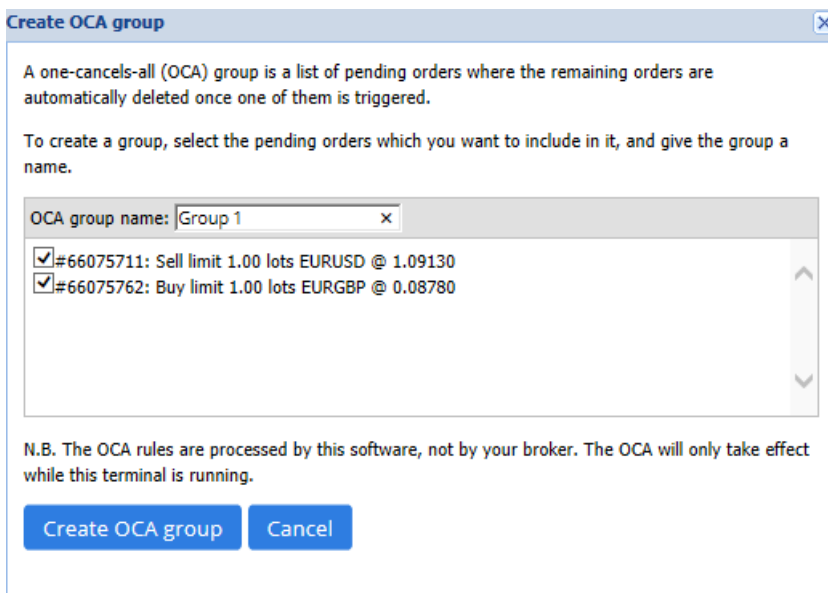 Create OCA group
A one-cancels-all (OCA) group is a list of pending orders where the remaining orders are
automatically deleted once one of them is triggered.
To create a group, select the pending orders which you want to include in it, and give the group a
name.
OCA group name: Group 1
#66075711: Sell limit 1.00 lots EURUSD @ 1.09130
#66075762: Buy limit 1.00 lots EURGBP @ 0.08780
N.B. The OCA rules are processed by this software, not by your broker. The OCA will only take effect
while this terminal is running.
Create OCA group Cancel